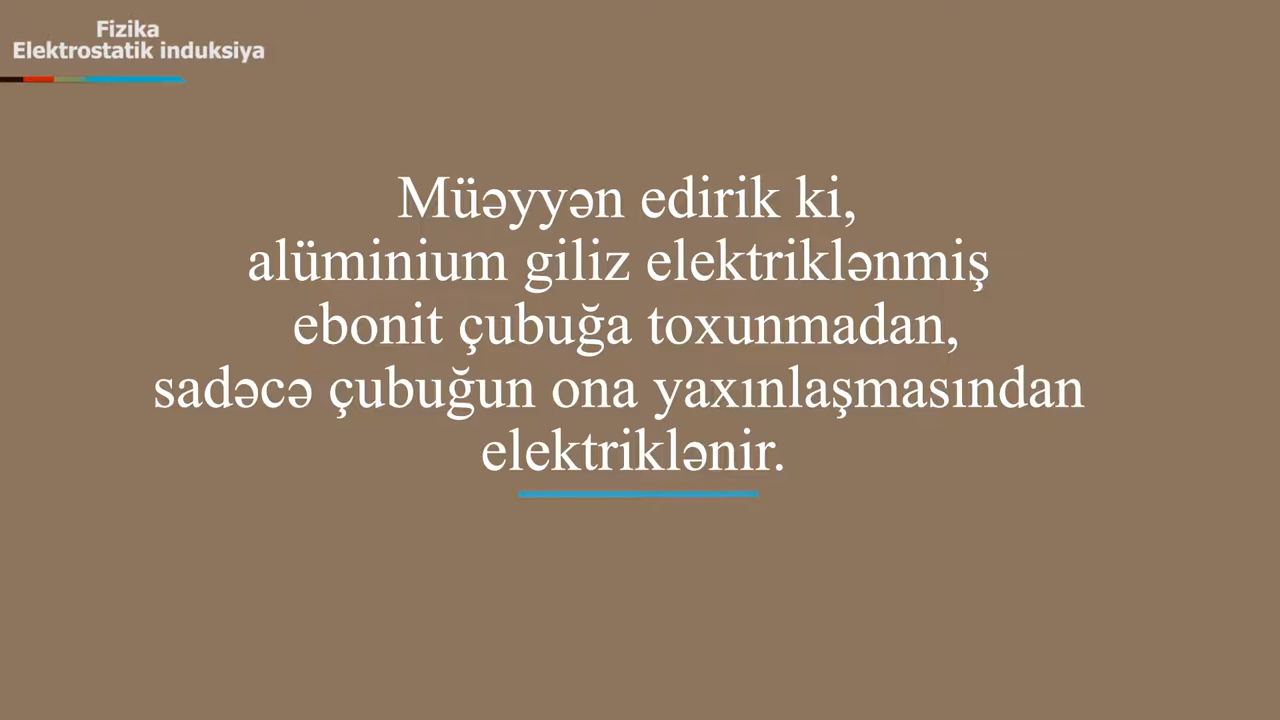 Fizika
Elektrostatik induksiya
Müəyyən edirik ki,
alüminium giliz elektriklənmiş
ebonit çubuğa toxunmadan,
sadəcə çubuğun ona yaxınlaşmasından
elektriklənir.